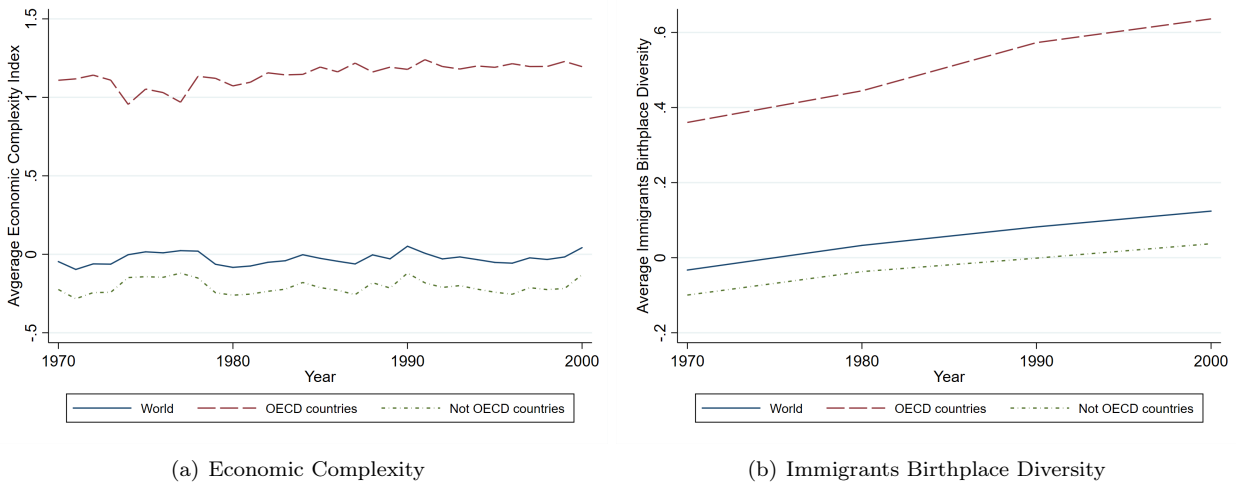 Avgerage Economic Complexity Index
1.5
1
.5
0
-.5
1970
1980
1990
2000
Year
World
OECD countries
Not OECD countries
(a) Economic Complexity
Average Immigrants Birthplace Diversity
.6
.4
.2
0
-.2
1970
1980
1990
2000
Year
World
OECD countries
Not OECD countries
(b) Immigrants Birthplace Diversity